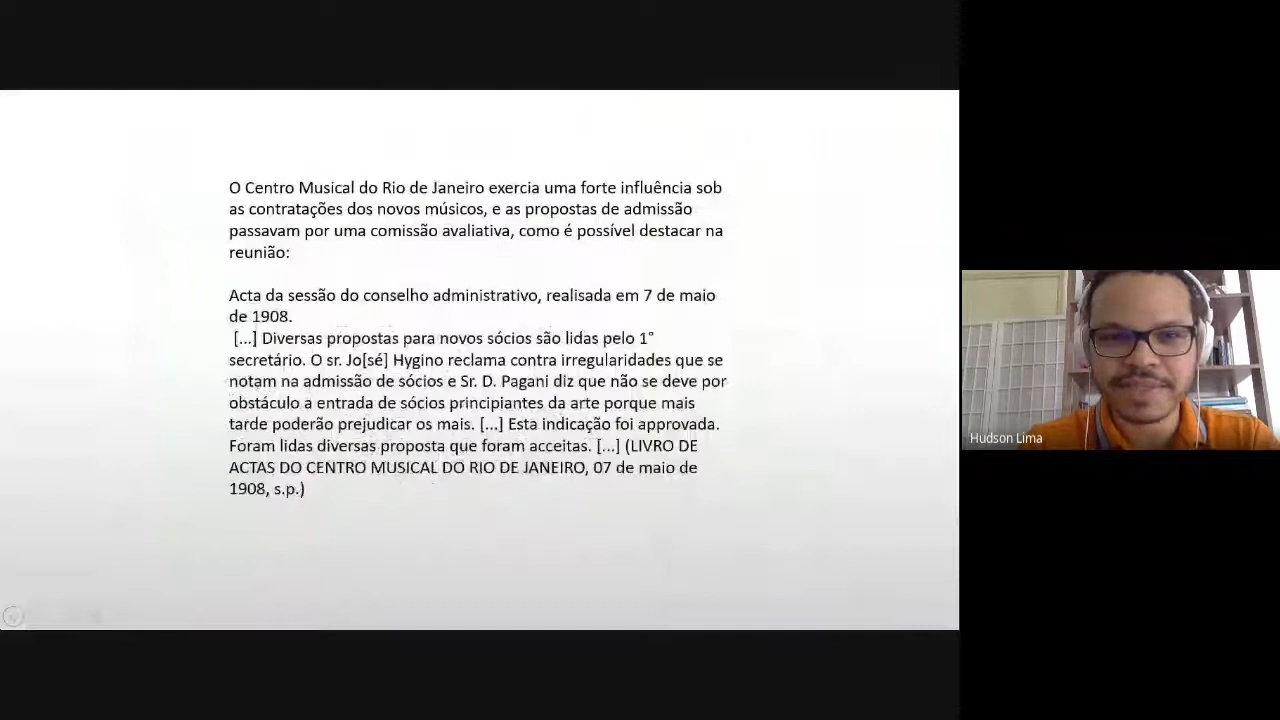 O Centro Musical do Rio de Janeiro exercia uma forte influência sob
as contratações dos novos músicos, e as propostas de admissão
passavam por uma comissão avaliativa, como é possível destacar na
reunião:
Acta da sessão do conselho administrativo, realisada em 7 de maio
de 1908.
[...] Diversas propostas para novos sócios são lidas pelo 1°
secretário. O sr. Jo[sé] Hygino reclama contra irregularidades que se
notam na admissão de sócios e Sr. D. Pagani diz que não se deve por
obstáculo a entrada de sócios principiantes da arte porque mais
tarde poderão prejudicar os mais. [...] Esta indicação foi approvada.
Foram lidas diversas proposta que foram acceitas. [...] (LIVRO DE
ACTAS DO CENTRO MUSICAL DO RIO DE JANEIRO, 07 de maio de
1908, s.p.)
Hudson Lima